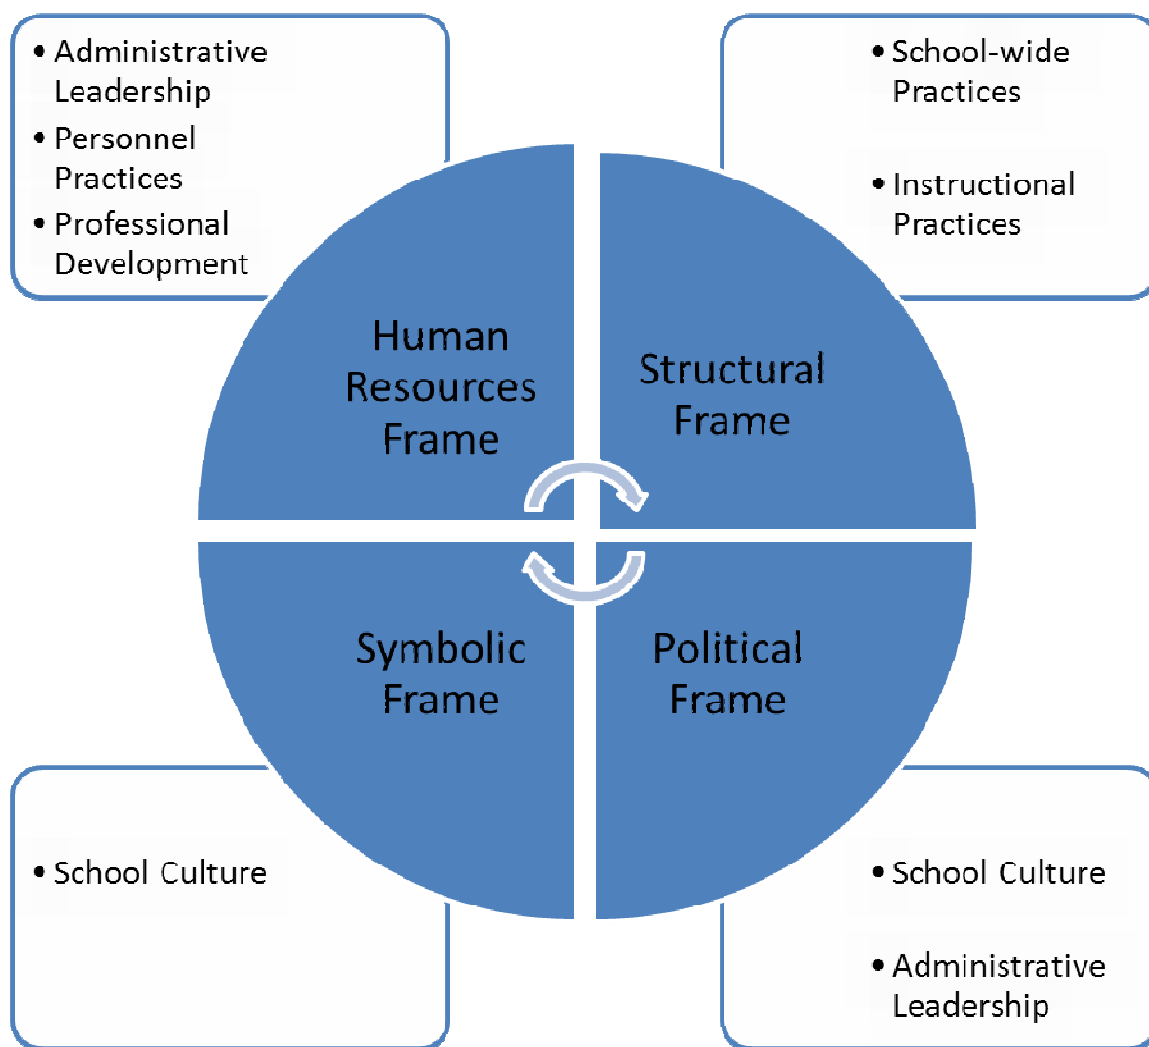 • Administrative
Leadership
• Personnel
Practices
• Professional
Development
• School-wide
Practices
• Instructional
Practices
Human
Resources
Frame
Structural
Frame
Symbolic
Frame
Political
Frame
• School Culture
• School Culture
• Administrative
Leadership